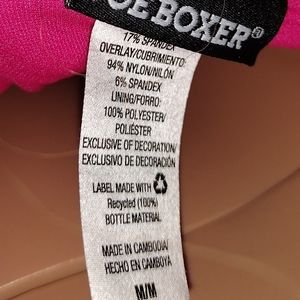 OE BOXER®
17% SPANDEX
OVERLAY/CUBRIMIENTO:
94% NYLON/NILÓN
6% SPANDEX
LINING/FORRO:
100% POLYESTER/
POLIÉSTER
EXCLUSIVE OF DECORATION/
EXCLUSIVO DE DECORACIÓN
LABEL MADE WITH
Recycled (100%)
BOTTLE MATERIAL
MADE IN CAMBODIA/
HECHO EN CAMBOYA
M/M